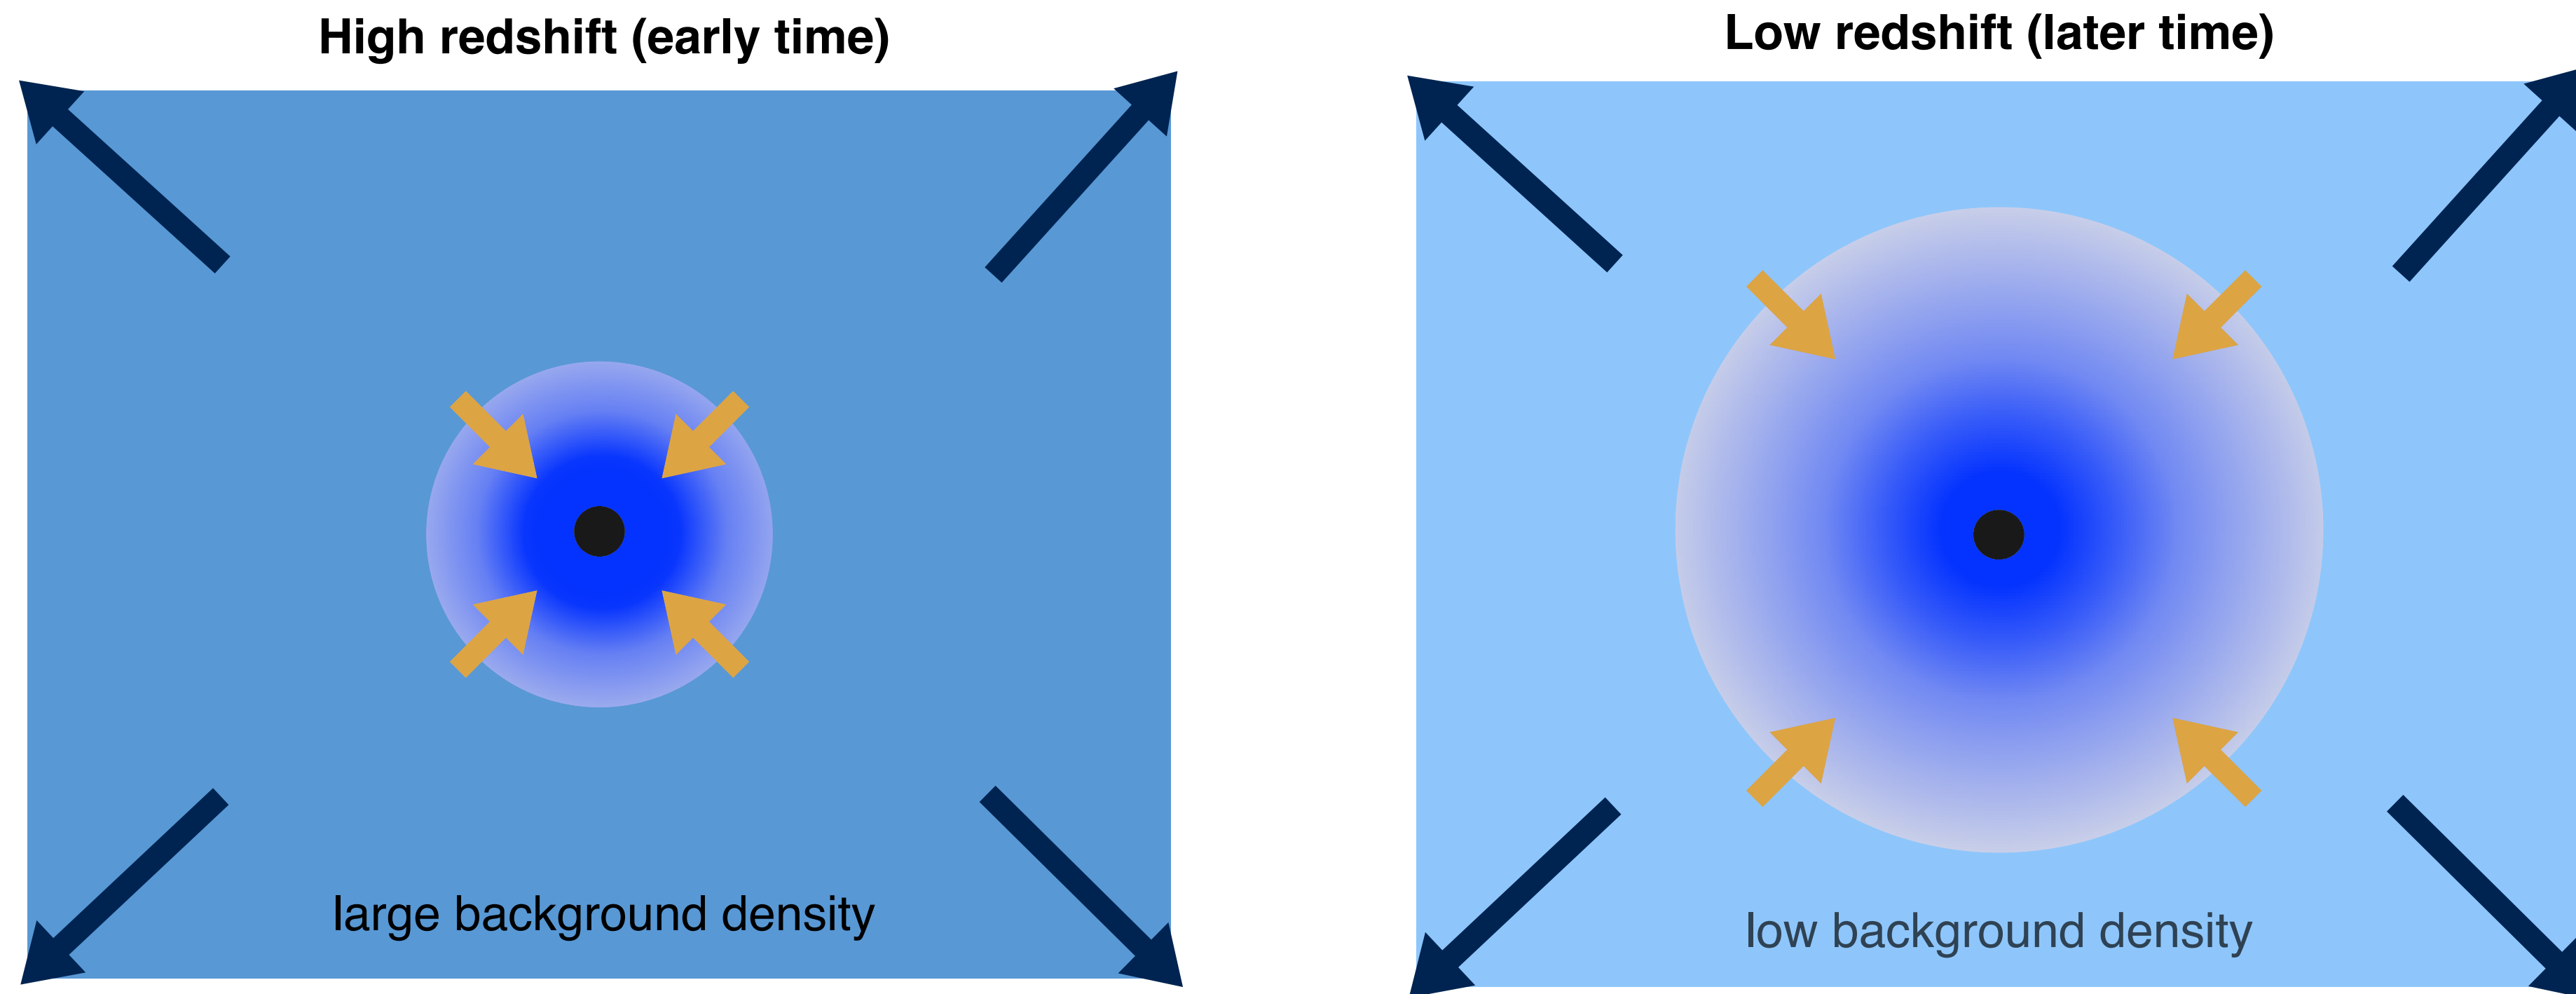 High redshift (early time)
Low redshift (later time)
large background density
low background density